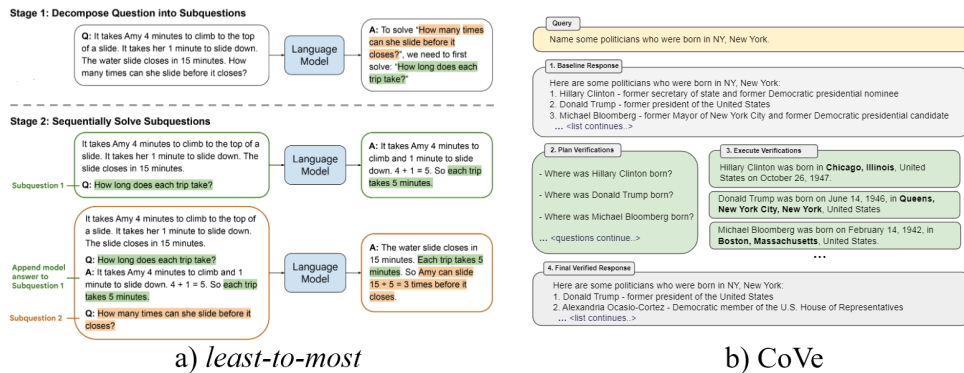 Stage 1: Decompose Question into Subquestions
Q: It takes Amy 4 minutes to climb to the top
of a slide. It takes her 1 minute to slide down.
The water slide closes in 15 minutes. How
many times can she slide before it closes?
Language
Model
A: To solve “How many times
can she slide before it
closes?”, we need to first
solve: “How long does each
trip take?”
Stage 2: Sequentially Solve Subquestions
It takes Amy 4 minutes to climb to the top of a
slide. It takes her 1 minute to slide down. The
slide closes in 15 minutes.
Subquestion 1
Q: How long does each trip take?
Language
Model
A: It takes Amy 4 minutes to
climb and 1 minute to slide
down. 4 + 1 = 5. So each trip
takes 5 minutes.
It takes Amy 4 minutes to climb to the top of
a slide. It takes her 1 minute to slide down.
The slide closes in 15 minutes.
Append model
answer to
Subquestion 1
Q: How long does each trip take?
A: It takes Amy 4 minutes to climb and 1
minute to slide down. 4 + 1 = 5. So each trip
takes 5 minutes.
Subquestion 2
Q: How many times can she slide before it
closes?
Language
Model
A: The water slide closes in
15 minutes. Each trip takes 5
minutes. So Amy can slide
15 ÷ 5 = 3 times before it
closes.
a) least-to-most
Query
Name some politicians who were born in NY, New York.
1. Baseline Response
Here are some politicians who were born in NY, New York:
1. Hillary Clinton - former secretary of state and former Democratic presidential nominee
2. Donald Trump - former president of the United States
3. Michael Bloomberg - former Mayor of New York City and former Democratic presidential candidate
... <list continues..>
2. Plan Verifications
- Where was Hillary Clinton born?
- Where was Donald Trump born?
- Where was Michael Bloomberg born?
... <questions continue..>
3. Execute Verifications
Hillary Clinton was born in Chicago, Illinois, United
States on October 26, 1947.
Donald Trump was born on June 14, 1946, in Queens,
New York City, New York, United States
Michael Bloomberg was born on February 14, 1942, in
Boston, Massachusetts, United States.
...
4. Final Verified Response
Here are some politicians who were born in NY, New York:
1. Donald Trump - former president of the United States
2. Alexandria Ocasio-Cortez - Democratic member of the U.S. House of Representatives
... <list continues..>
b) CoVe